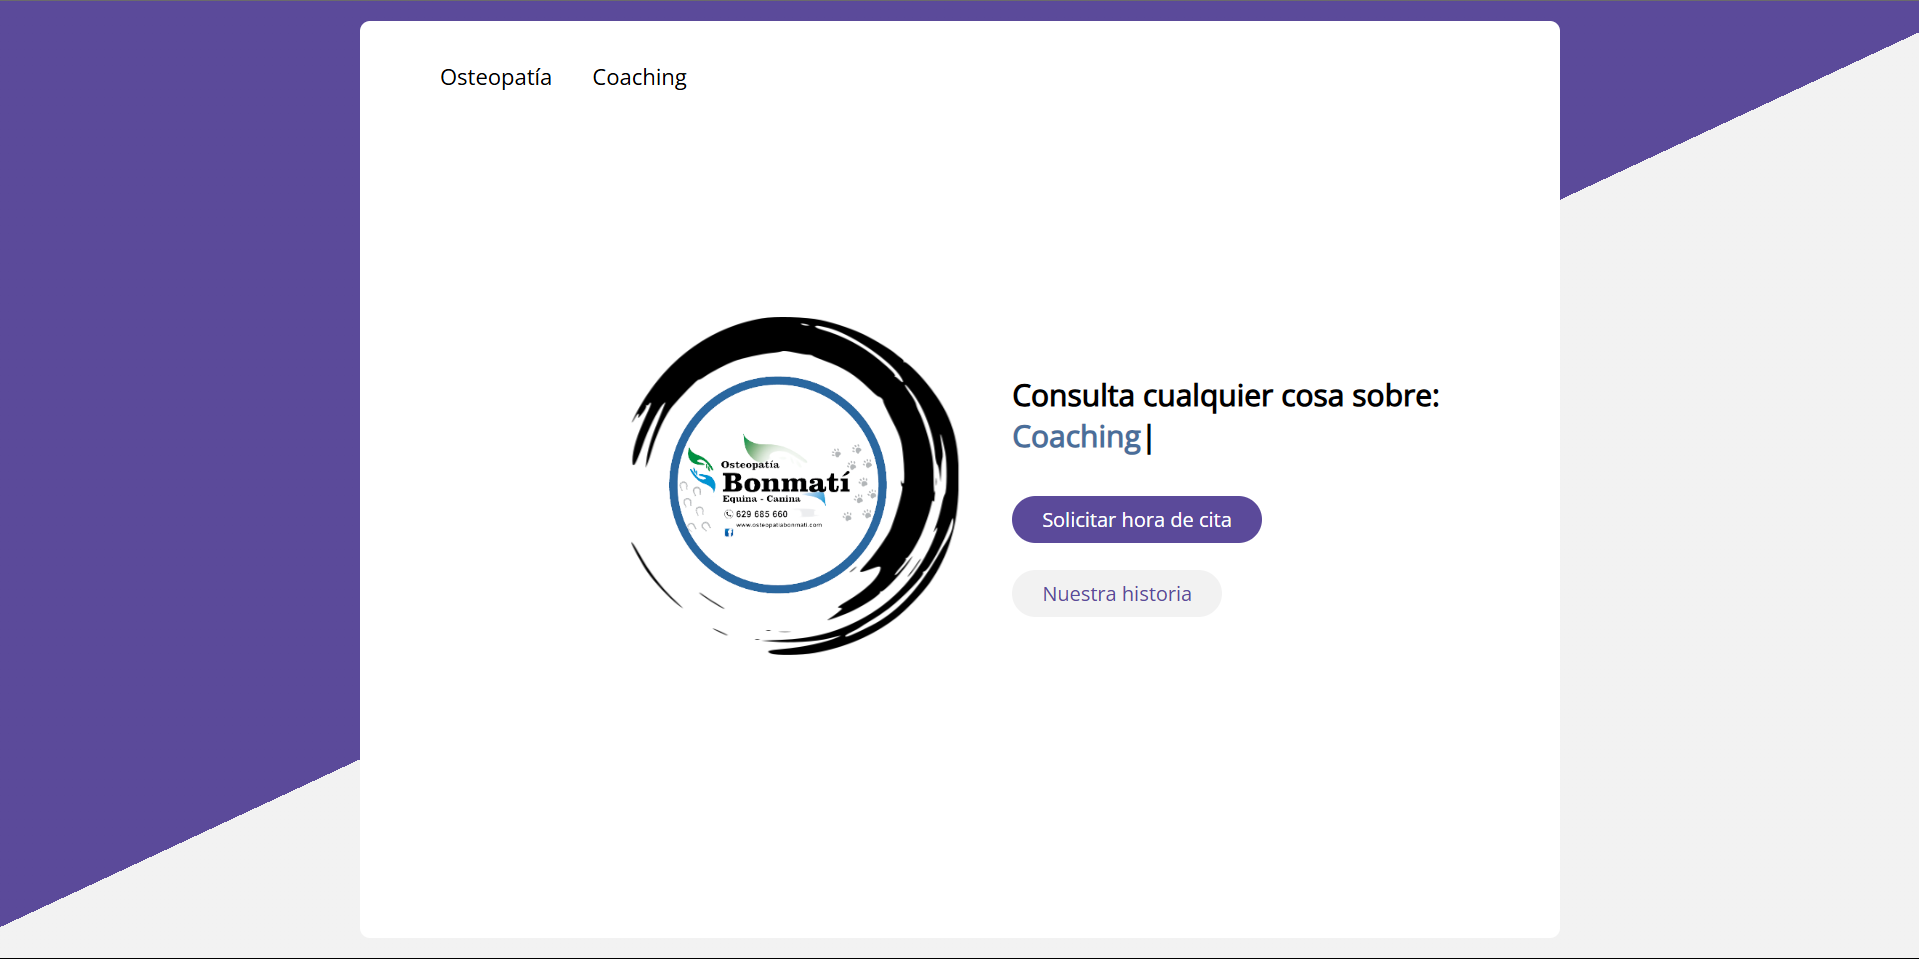 Osteopatía Coaching
Osteopatía
Bonmatí
Equina - Canina
629 685 660
www.osteopatiabonmati.com
Consulta cualquier cosa sobre:
Coaching|
Solicitar hora de cita
Nuestra historia